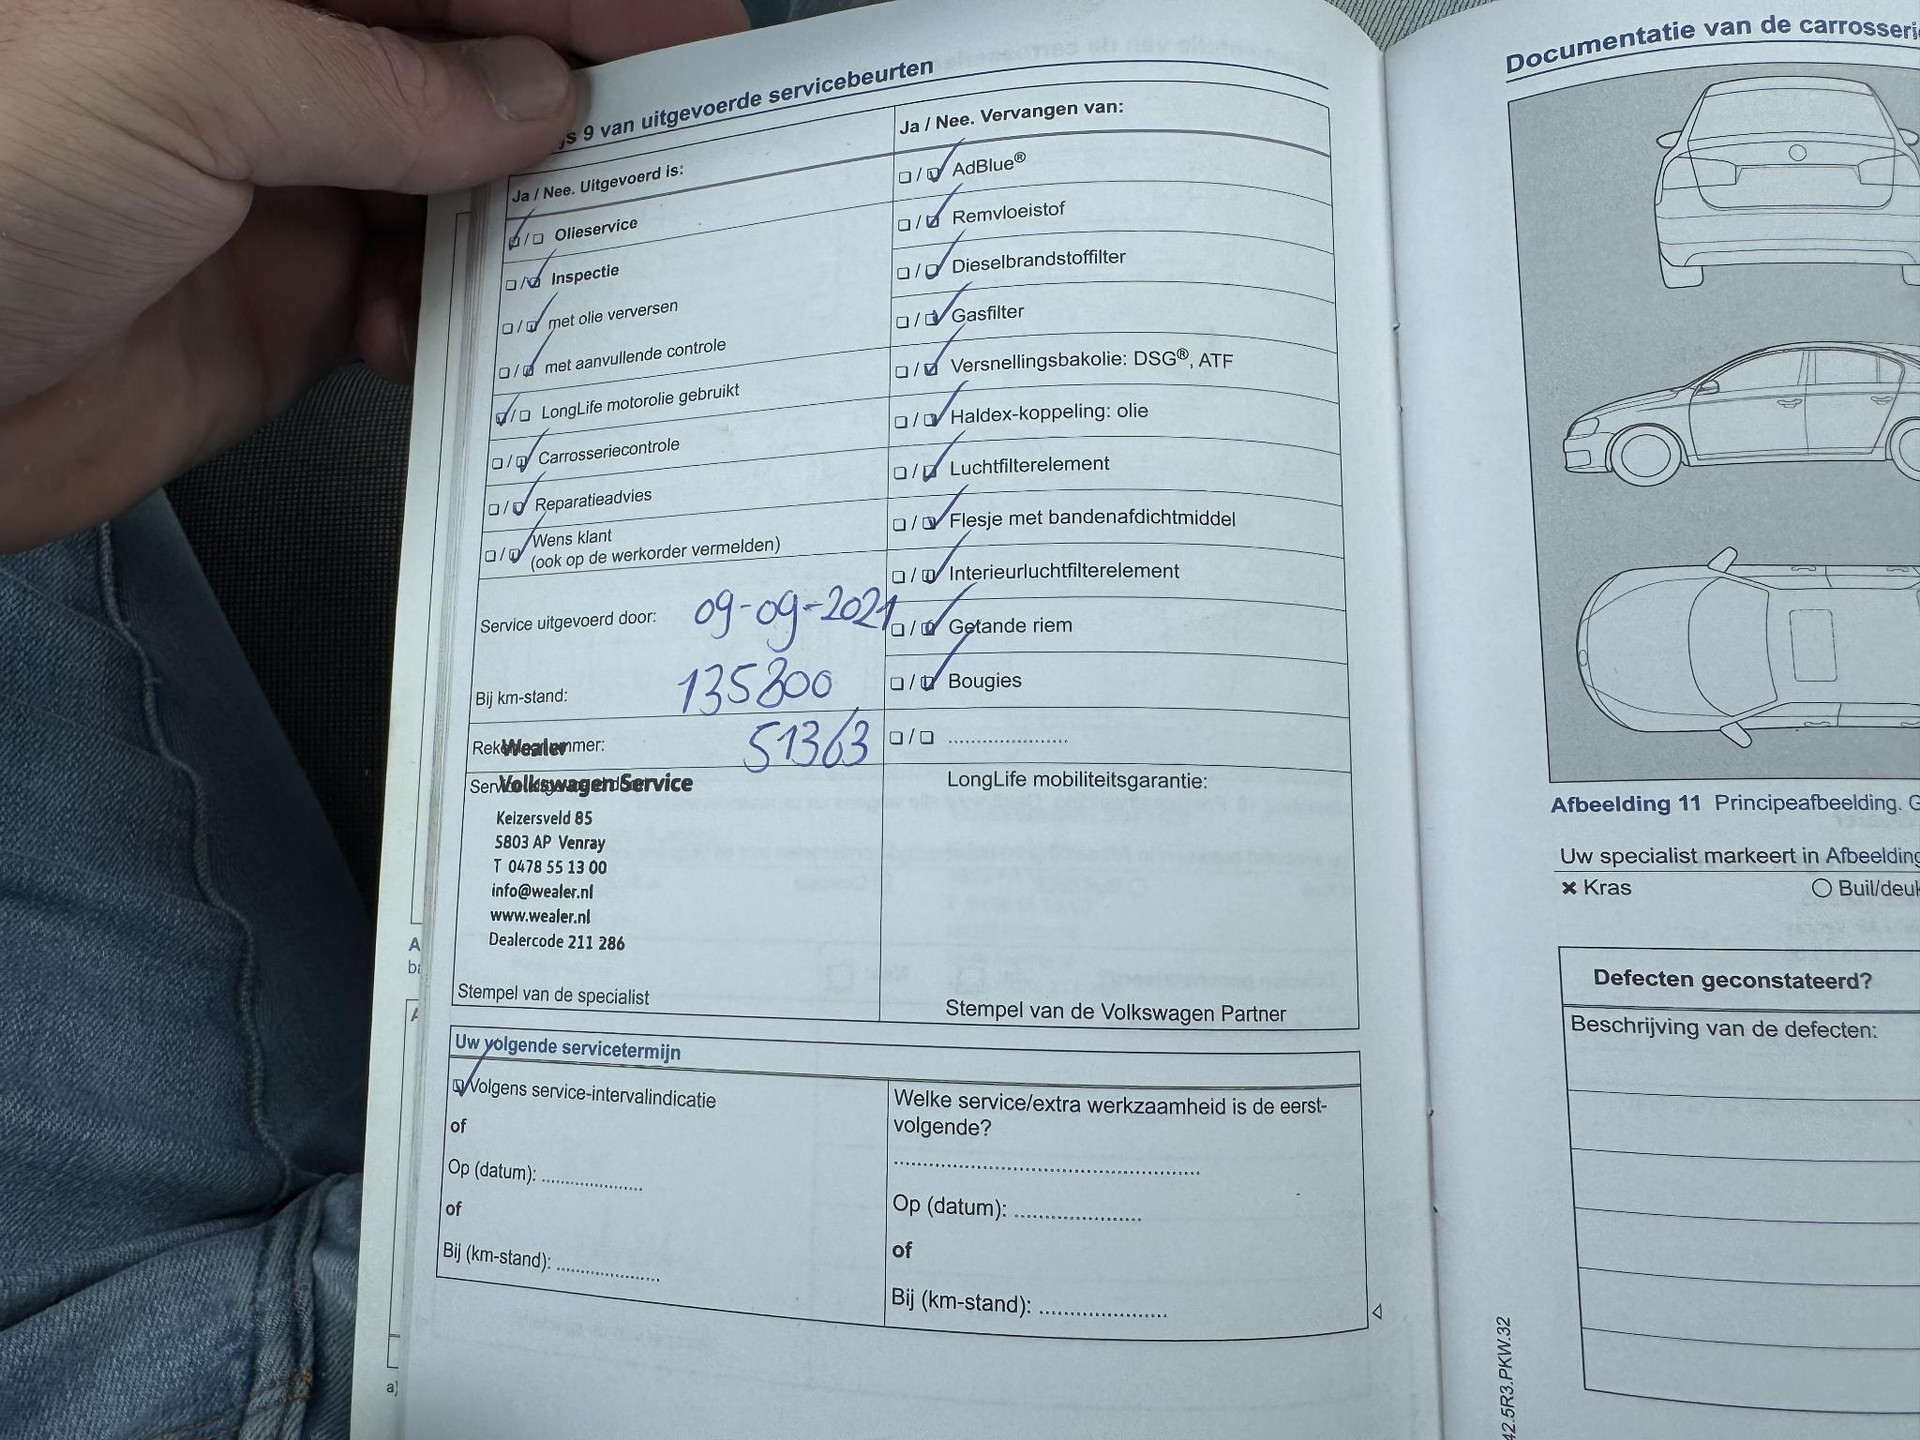 9 van uitgevoerde servicebeurten
Ja / Nee. Uitgevoerd is:
Olieservice
Inspectie
met olie verversen
met aanvullende controle
LongLife motorolie gebruikt
Carrosseriecontrole
Reparatieadvies
Wens klant
(ook op de werkorder vermelden)
Service uitgevoerd door: 09-09-2021
Bij km-stand: 135800
51363
Wealer
Volkswagen Service
Keizersveld 85
5803 AP Venray
T 0478 55 13 00
info@wealer.nl
www.wealer.nl
Dealercode 211 286
Stempel van de specialist
Ja / Nee. Vervangen van:
AdBlue®
Remvloeistof
Dieselbrandstoffilter
Gasfilter
Versnellingsbakolie: DSG®, ATF
Haldex-koppeling: olie
Luchtfilterelement
Flesje met bandenafdichtmiddel
Interieurluchtfilterelement
Getande riem
Bougies
/ ......................
LongLife mobiliteitsgarantie:
Stempel van de Volkswagen Partner
Uw volgende servicetermijn
Volgens service-intervalindicatie
of
Op (datum): ....................
of
Bij (km-stand): ....................
Welke service/extra werkzaamheid is de eerst-
volgende?
Op (datum): ......................
of
Bij (km-stand): ......................
Documentatie van de
Afbeelding 11 Principeafbeelding.
Uw specialist markeert in
Kras
Defecten geconstateerd?
Beschrijving van de defecten:
42.5R3.PKW.32